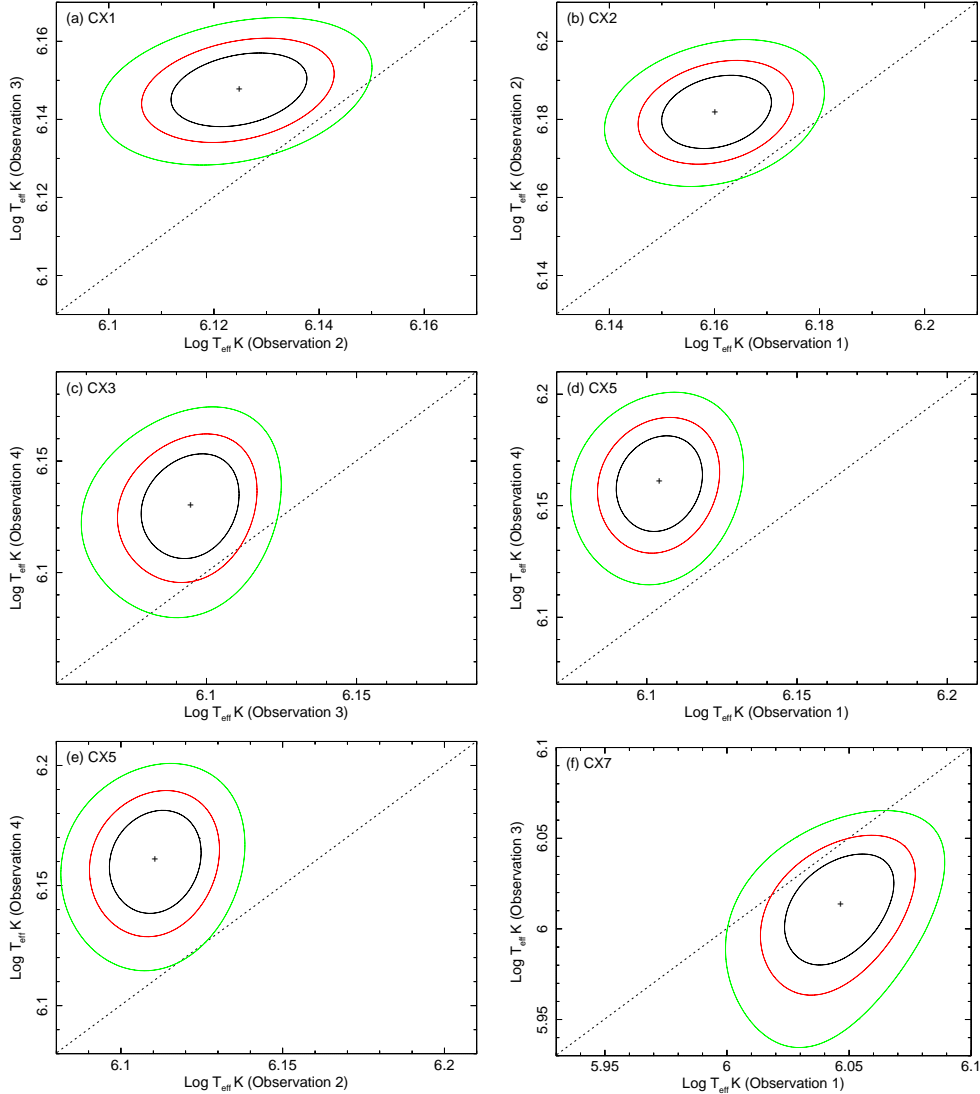 (a) CX1
6.16
6.14
6.12
6.1
Log T_eff K (Observation 3)
6.1 6.12 6.14 6.16
Log T_eff K (Observation 2)
(b) CX2
6.2
6.18
6.16
6.14
Log T_eff K (Observation 2)
6.14 6.16 6.18 6.2
Log T_eff K (Observation 1)
(c) CX3
6.15
6.1
Log T_eff K (Observation 4)
6.1 6.15
Log T_eff K (Observation 3)
(d) CX5
6.2
6.15
6.1
Log T_eff K (Observation 4)
6.1 6.15 6.2
Log T_eff K (Observation 1)
(e) CX5
6.2
6.15
6.1
Log T_eff K (Observation 4)
6.1 6.15 6.2
Log T_eff K (Observation 2)
(f) CX7
6.1
6.05
6
5.95
Log T_eff K (Observation 3)
5.95 6 6.05 6.1
Log T_eff K (Observation 1)